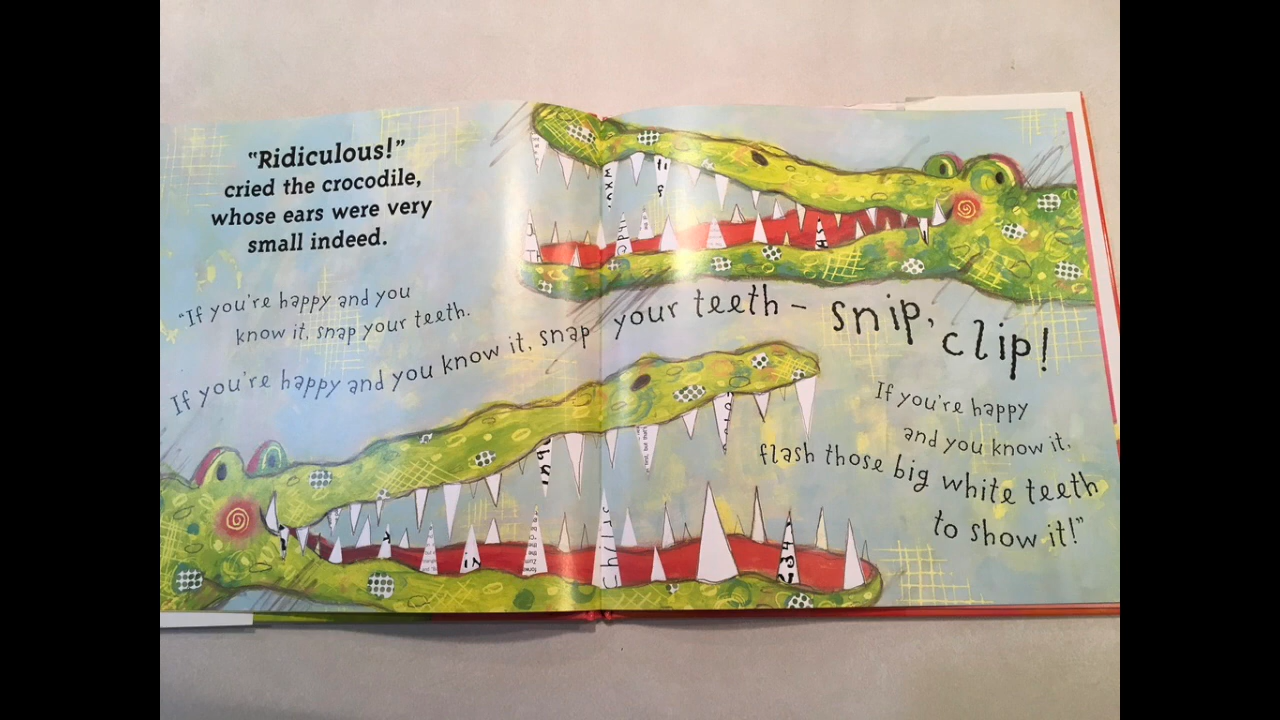 "Ridiculous!"
cried the crocodile,
whose ears were very
small indeed.
"If you're happy and you
know it, snap your teeth.
If you're happy and you know it, snap your teeth – snip, clip!
If you're happy
and you know it,
flash those big white teeth
to show it!"